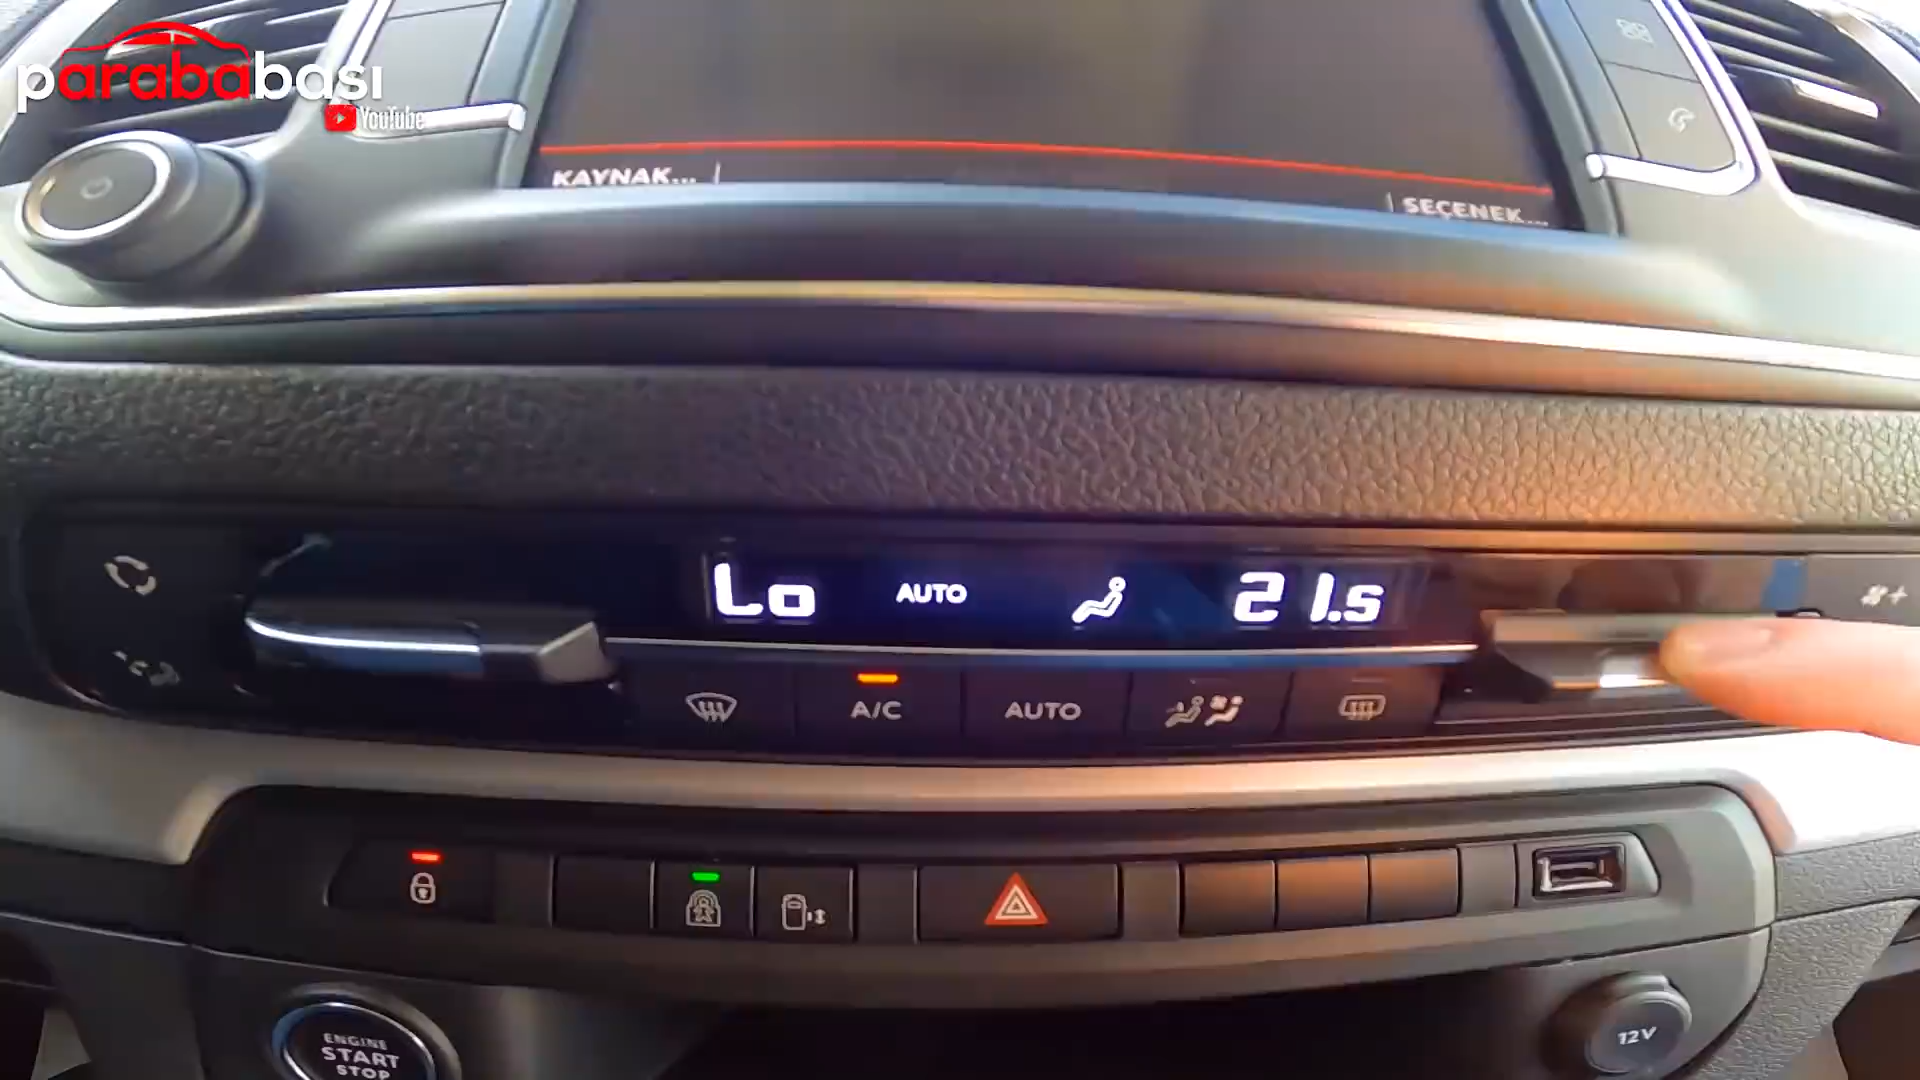 parababası
YouTube
KAYNAK...
SEÇENEK...
Lo AUTO 21.5
A/C AUTO
ENGINE
START
STOP
12V